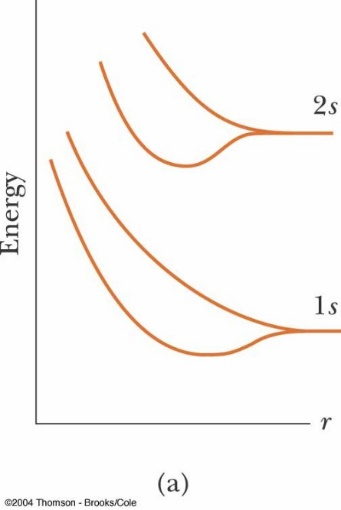 2s
Energy
1s
r
(a)
©2004 Thomson - Brooks/Cole